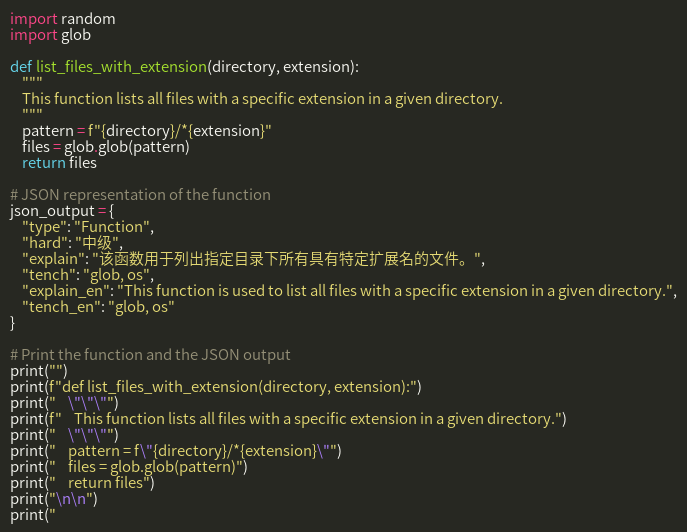 import random
import glob

def list_files_with_extension(directory, extension):
    """
    This function lists all files with a specific extension in a given directory.
    """
    pattern = f"{directory}/*{extension}"
    files = glob.glob(pattern)
    return files

# JSON representation of the function
json_output = {
    "type": "Function",
    "hard": "中级",
    "explain": "该函数用于列出指定目录下所有具有特定扩展名的文件。",
    "tench": "glob, os",
    "explain_en": "This function is used to list all files with a specific extension in a given directory.",
    "tench_en": "glob, os"
}

# Print the function and the JSON output
print("")
print(f"def list_files_with_extension(directory, extension):")
print("    \"\"\"")
print(f"    This function lists all files with a specific extension in a given directory.")
print("    \"\"\"")
print("    pattern = f\"{directory}/*{extension}\"")
print("    files = glob.glob(pattern)")
print("    return files")
print("\n\n")
print("